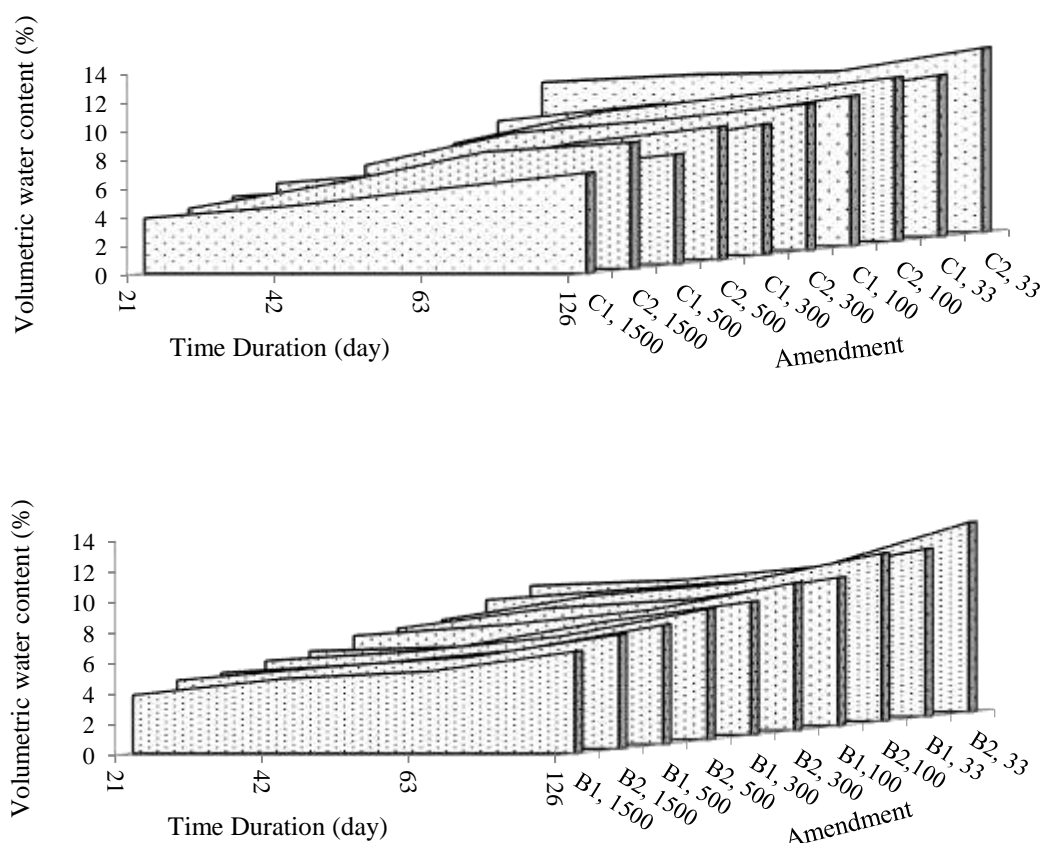 Volumetric water content (%)
14
12
10
8
6
4
2
0
21
42
63
126
Time Duration (day)
C1, 1500
C2, 1500
C1, 500
C2, 500
C1, 300
C2, 300
C1, 100
C2, 100
C1, 33
C2, 33
Amendment
Volumetric water content (%)
14
12
10
8
6
4
2
0
21
42
63
126
Time Duration (day)
B1, 1500
B2, 1500
B1, 500
B2, 500
B1, 300
B2, 300
B1,100
B2,100
B1, 33
B2, 33
Amendment